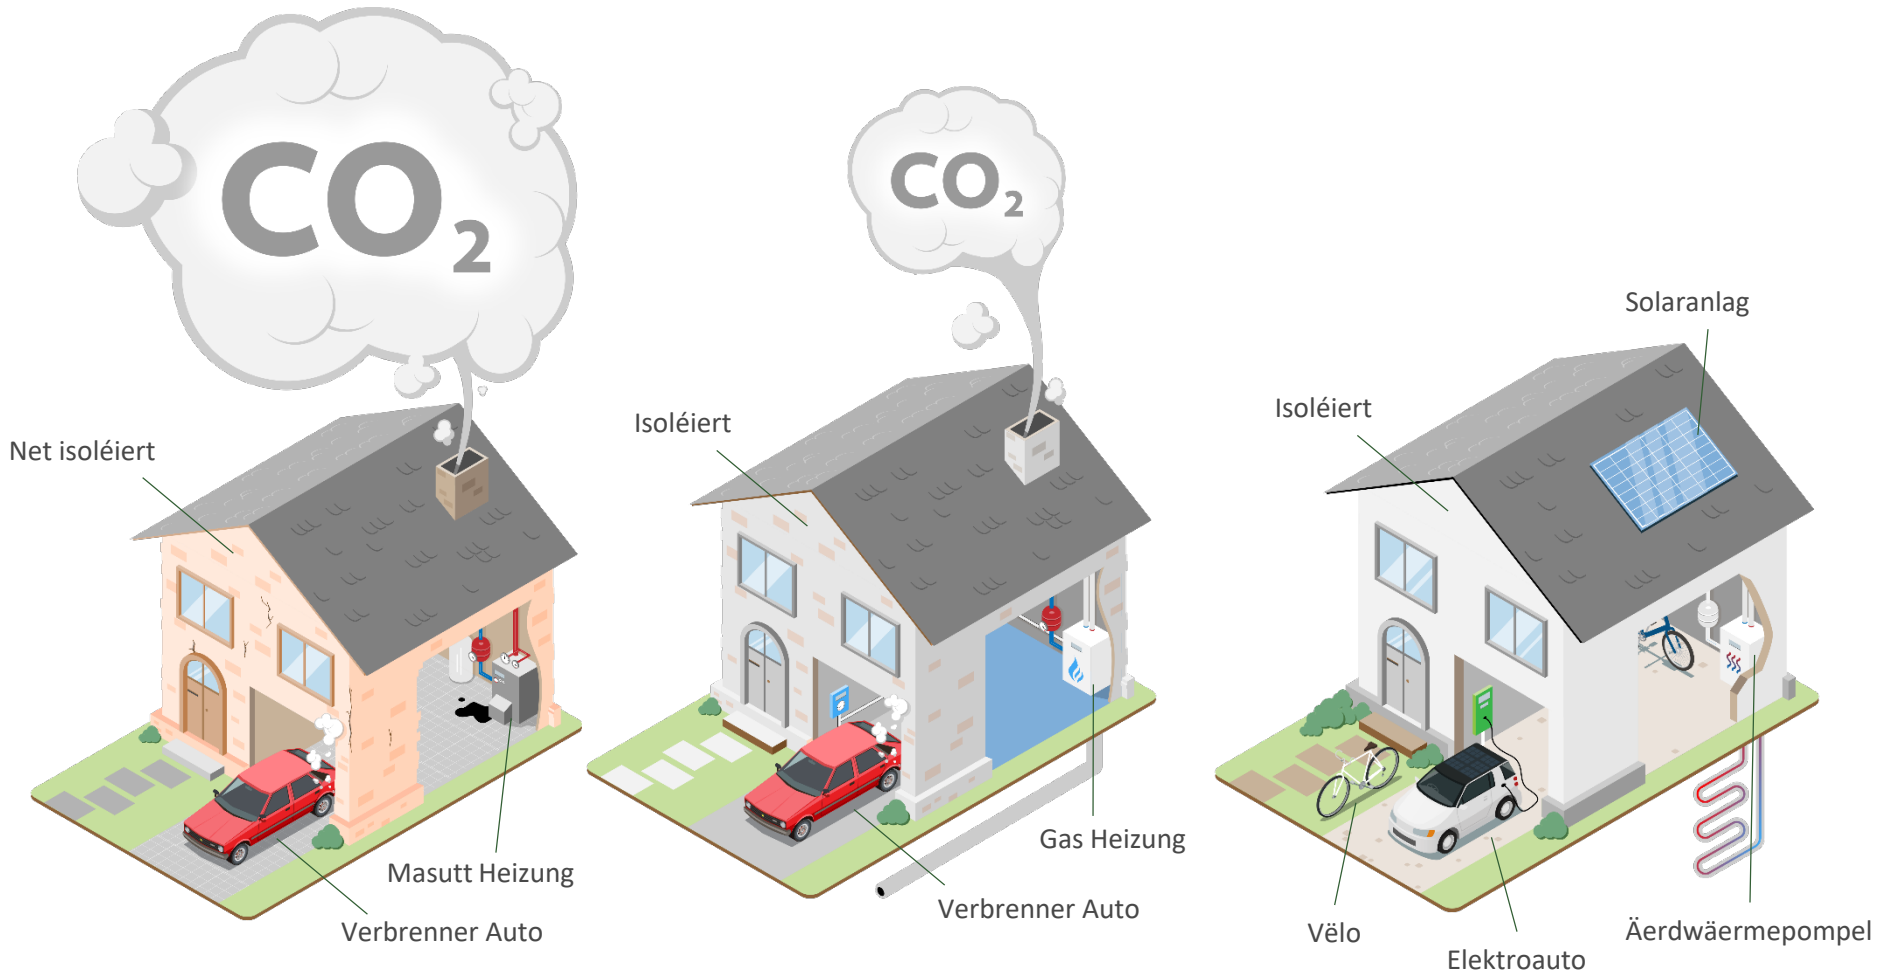 CO₂
Net isoléiert
Masutt Heizung
Verbrenner Auto
CO₂
Isoléiert
Gas Heizung
Verbrenner Auto
Solaranlag
Isoléiert
Vëlo
Elektroauto
Äerdwäermepompel